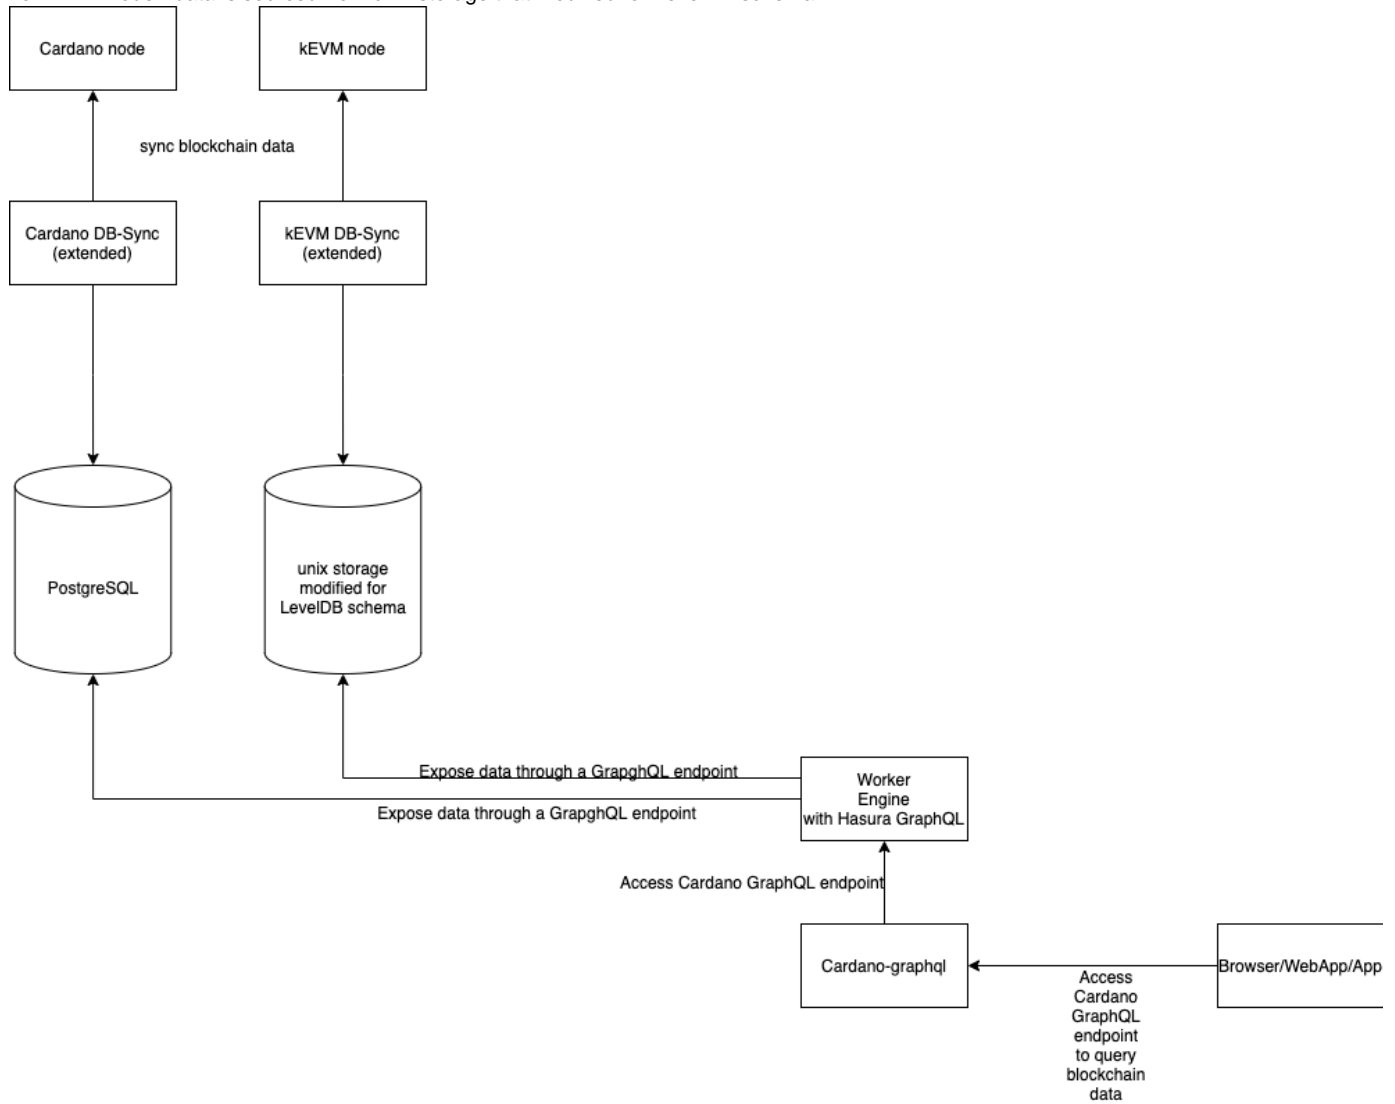 Cardano node
kEVM node
sync blockchain data
Cardano DB-Sync
(extended)
kEVM DB-Sync
(extended)
PostgreSQL
unix storage
modified for
LevelDB schema
Expose data through a GrapghQL endpoint
Expose data through a GrapghQL endpoint
Worker
Engine
with Hasura GraphQL
Access Cardano GraphQL endpoint
Cardano-graphql
Browser/WebApp/App
Access
Cardano
GraphQL
endpoint
to query
blockchain
data